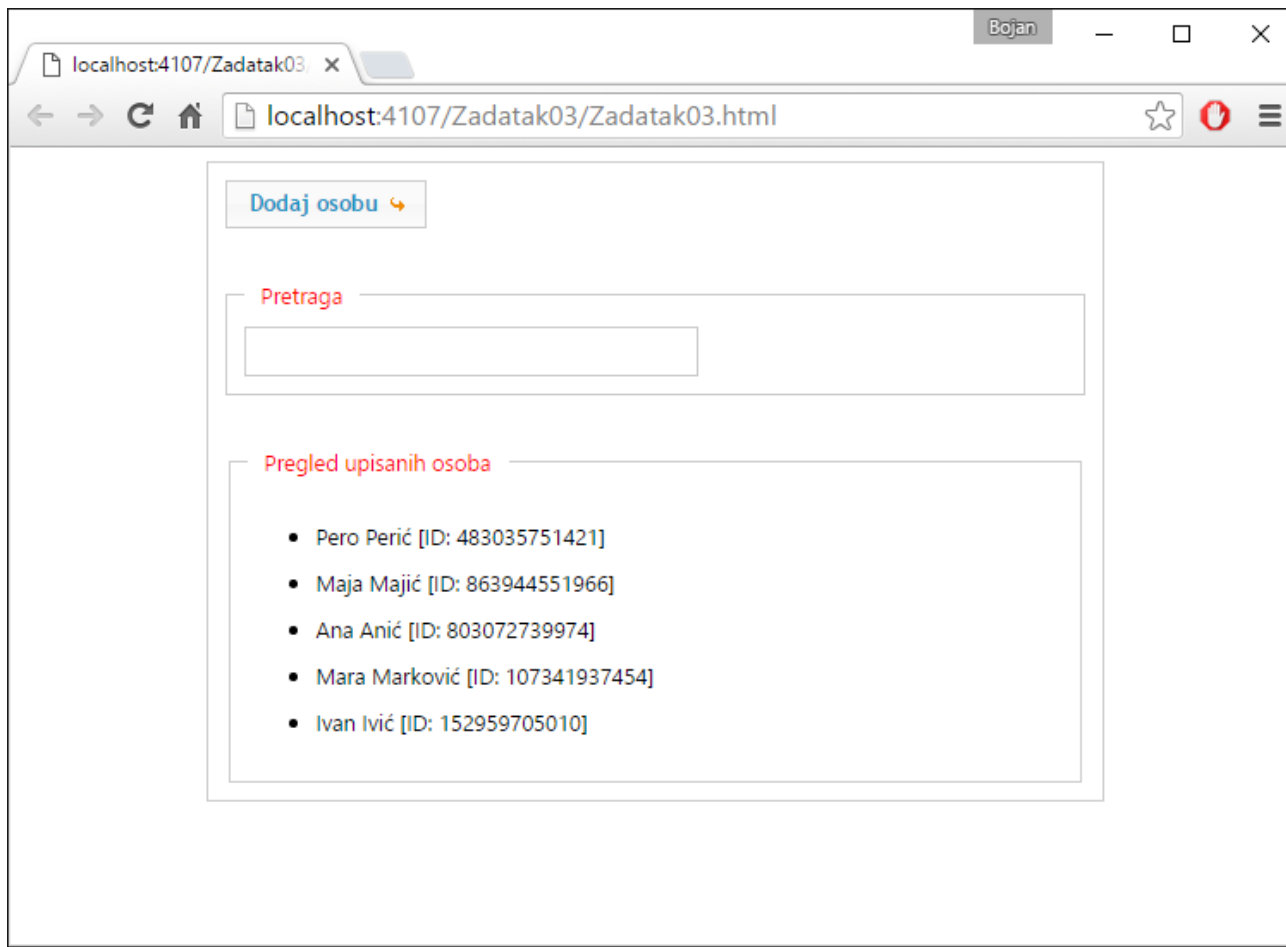 Bojan
localhost:4107/Zadatak03
localhost:4107/Zadatak03/Zadatak03.html
Dodaj osobu
Pretraga
Pregled upisanih osoba
Pero Perić [ID: 483035751421]
Maja Majić [ID: 863944551966]
Ana Anić [ID: 803072739974]
Mara Marković [ID: 107341937454]
Ivan Ivić [ID: 152959705010]